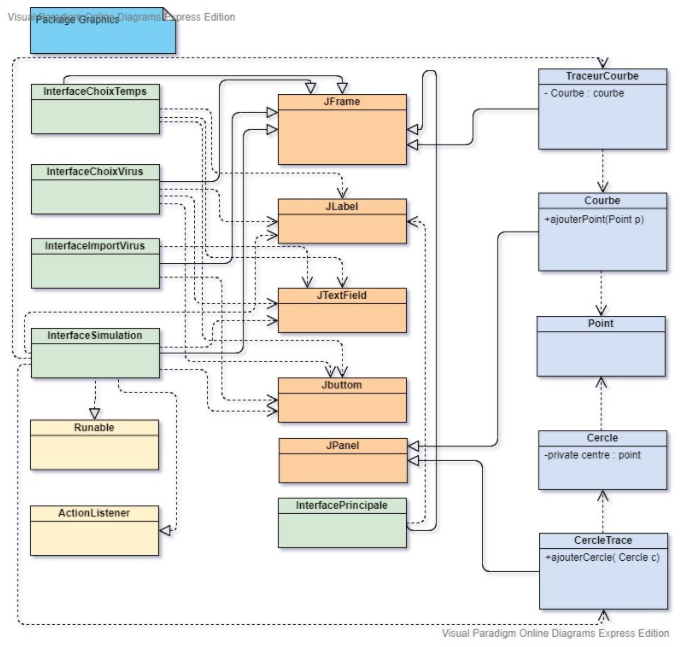 Visual Paradigm Online Diagrams Express Edition
Package Graphics
InterfaceChoixTemps
JFrame
TraceurCourbe
- Courbe : courbe
InterfaceChoixVirus
JLabel
Courbe
+ajouterPoint(Point p)
InterfaceImportVirus
JTextField
Point
InterfaceSimulation
Jbuttom
Runable
JPanel
Cercle
-private centre : point
InterfacePrincipale
ActionListener
CercleTrace
+ajouterCercle( Cercle c)
Visual Paradigm Online Diagrams Express Edition